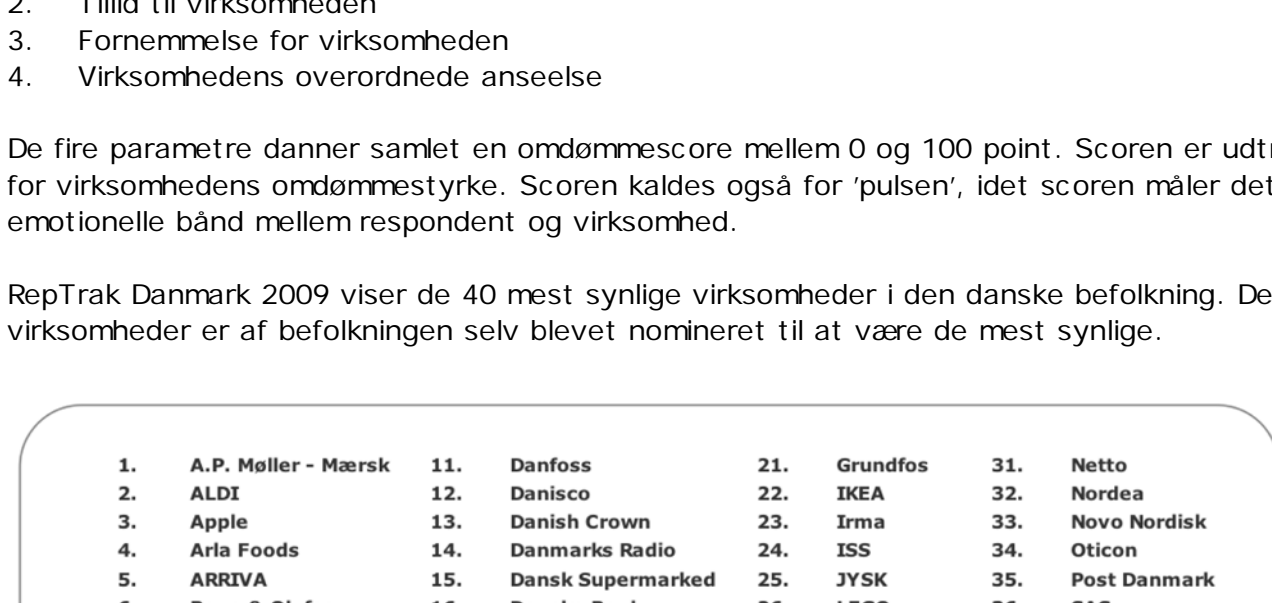 2. Tillid til virksomheden
3. Fornemmelse for virksomheden
4. Virksomhedens overordnede anseelse
De fire parametre danner samlet en omdømmescore mellem 0 og 100 point. Scoren er udtr
for virksomhedens omdømmestyrke. Scoren kaldes også for 'pulsen', idet scoren måler det
emotionelle bånd mellem respondent og virksomhed.
RepTrak Danmark 2009 viser de 40 mest synlige virksomheder i den danske befolkning. De
virksomheder er af befolkningen selv blevet nomineret til at være de mest synlige.
1. A.P. Møller - Mærsk 11. Danfoss 21. Grundfos 31. Netto
2. ALDI 12. Danisco 22. IKEA 32. Nordea
3. Apple 13. Danish Crown 23. Irma 33. Novo Nordisk
4. Arla Foods 14. Danmarks Radio 24. ISS 34. Oticon
5. ARRIVA 15. Dansk Supermarked 25. JYSK 35. Post Danmark